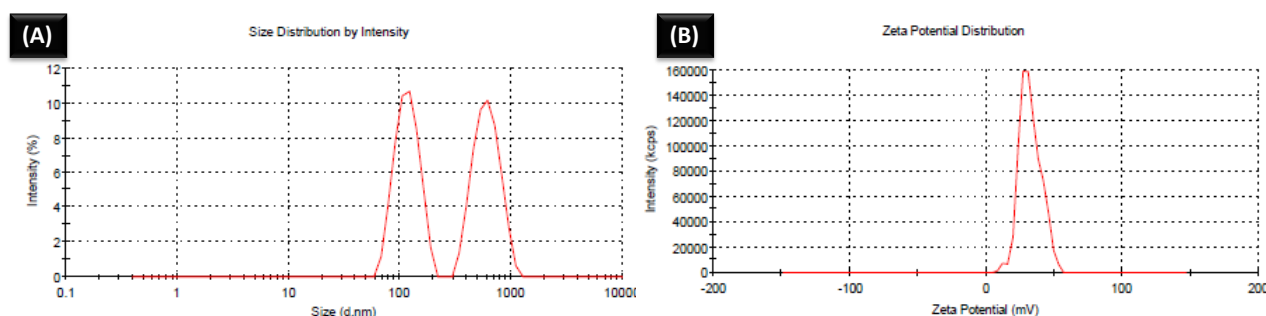 (A)
Size Distribution by Intensity
Intensity (%)
12
10
8
6
4
2
0
0.1 1 10 100 1000 10000
Size (d.nm)
(B)
Zeta Potential Distribution
Intensity (kcps)
160000
140000
120000
100000
80000
60000
40000
20000
0
-200 -100 0 100 200
Zeta Potential (mV)